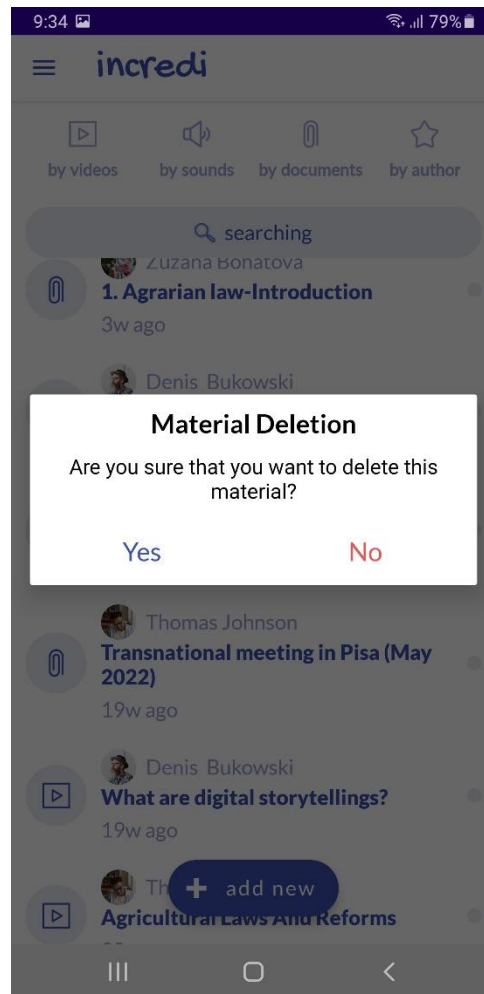 9:34 79%
incredi
by videos by sounds by documents by author
searching
Zuzana Bohatova
1. Agrarian law-Introduction
3w ago
Denis Bukowski
Material Deletion
Are you sure that you want to delete this
material?
Yes No
Thomas Johnson
Transnational meeting in Pisa (May
2022)
19w ago
Denis Bukowski
What are digital storytellings?
19w ago
Th
+ add new
Agricultural Laws And Reforms